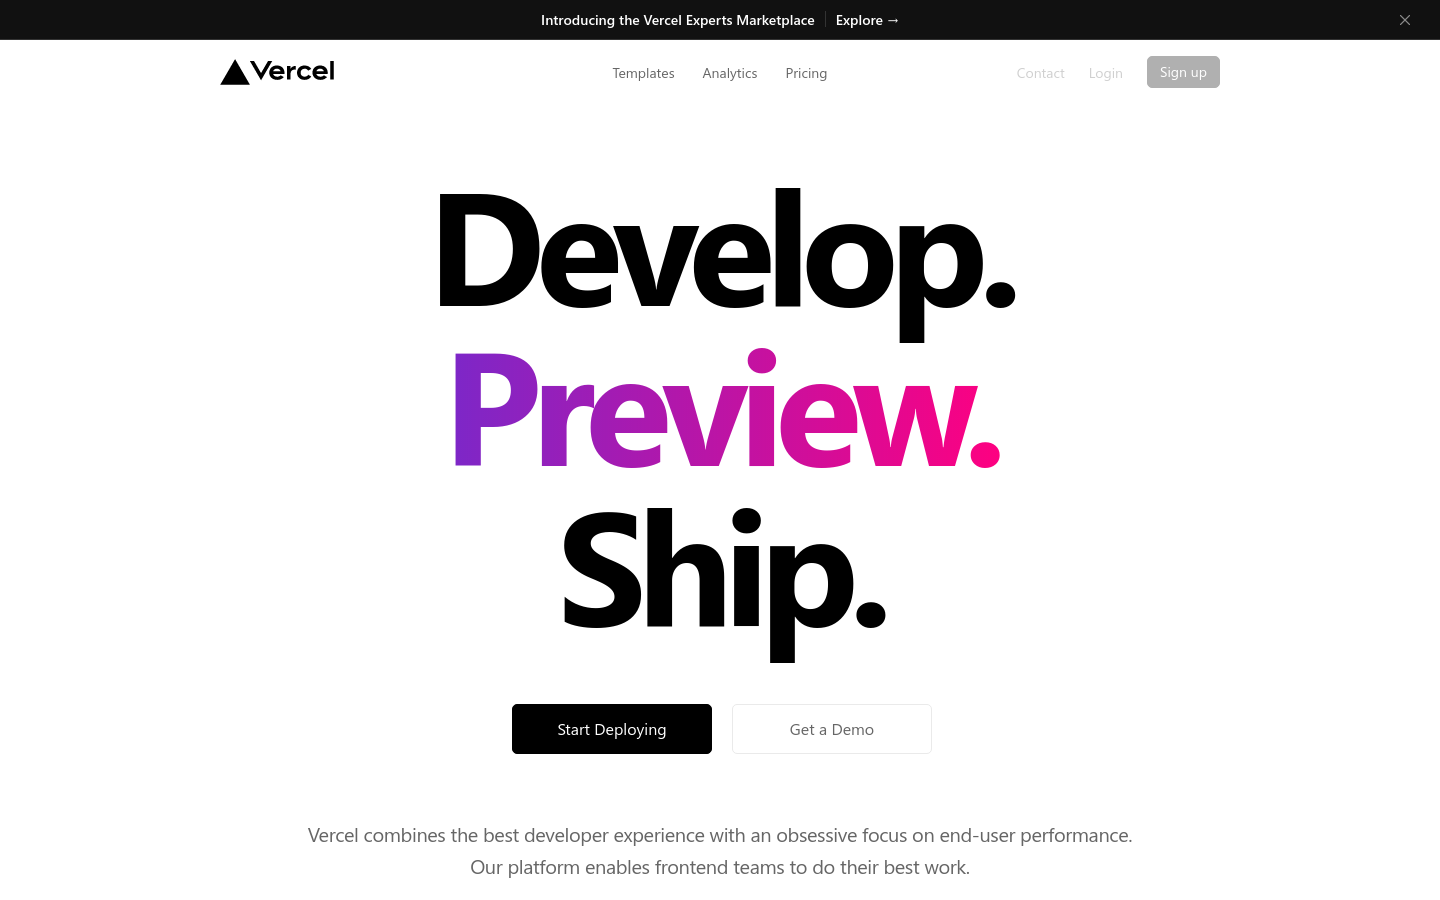 Introducing the Vercel Experts Marketplace Explore →
Vercel Templates Analytics Pricing Contact Login Sign up
Develop.
Preview.
Ship.
Start Deploying Get a Demo
Vercel combines the best developer experience with an obsessive focus on end-user performance.
Our platform enables frontend teams to do their best work.